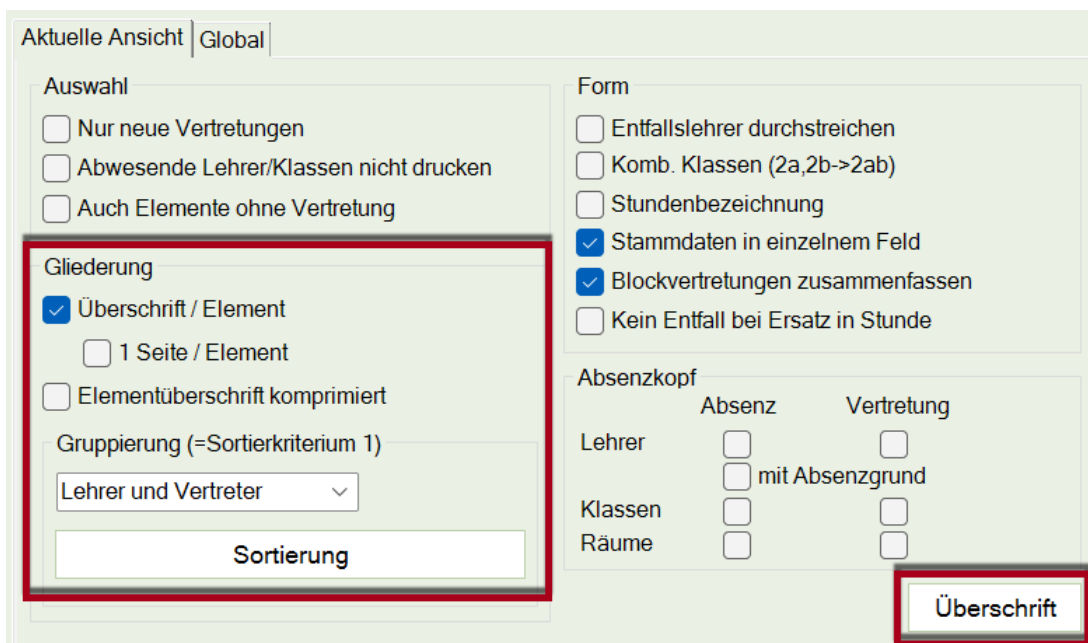 Aktuelle Ansicht
Global
Auswahl
Nur neue Vertretungen
Abwesende Lehrer/Klassen nicht drucken
Auch Elemente ohne Vertretung
Gliederung
Überschrift / Element
1 Seite / Element
Elementüberschrift komprimiert
Gruppierung (=Sortierkriterium 1)
Lehrer und Vertreter
Sortierung
Form
Entfallslehrer durchstreichen
Komb. Klassen (2a,2b->2ab)
Stundenbezeichnung
Stammdaten in einzelnem Feld
Blockvertretungen zusammenfassen
Kein Entfall bei Ersatz in Stunde
Absenzkopf
Absenz Vertretung
Lehrer
mit Absenzgrund
Klassen
Räume
Überschrift